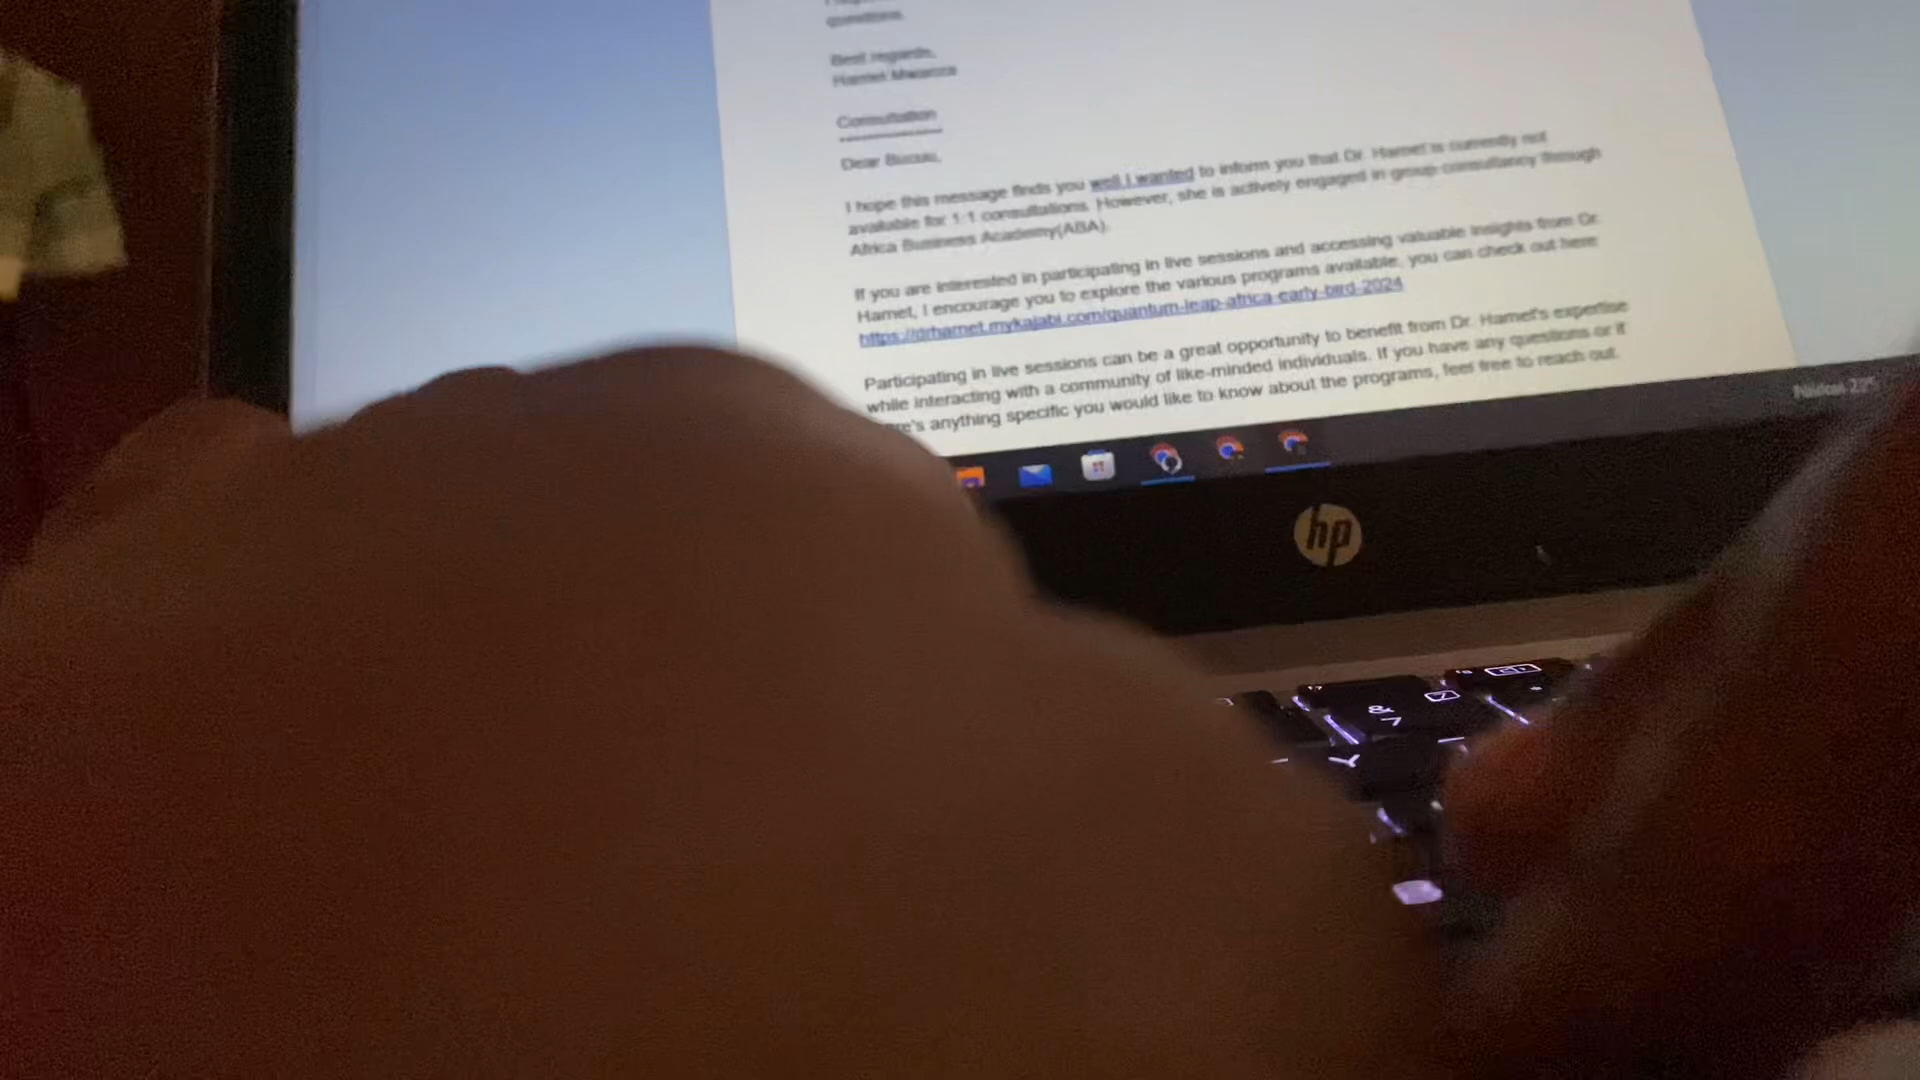 questions.
Best regards,
Consultation
Dear
I hope this message finds you well.I wanted to inform you that Dr. Hamet is currently not
available for 1:1 consultations. However, she is actively engaged in group consultancy through
Africa Business Academy(ABA).
If you are interested in participating in live sessions and accessing valuable insights from Dr.
Hamet, I encourage you to explore the various programs available, you can check out here
https://drhamet.mykajabi.com/quantum-leap-africa-early-bird-2024
Participating in live sessions can be a great opportunity to benefit from Dr. Hamet's expertise
while interacting with a community of like-minded individuals. If you have any questions or if
re's anything specific you would like to know about the programs, feel free to reach out.
hp
&
7
Y